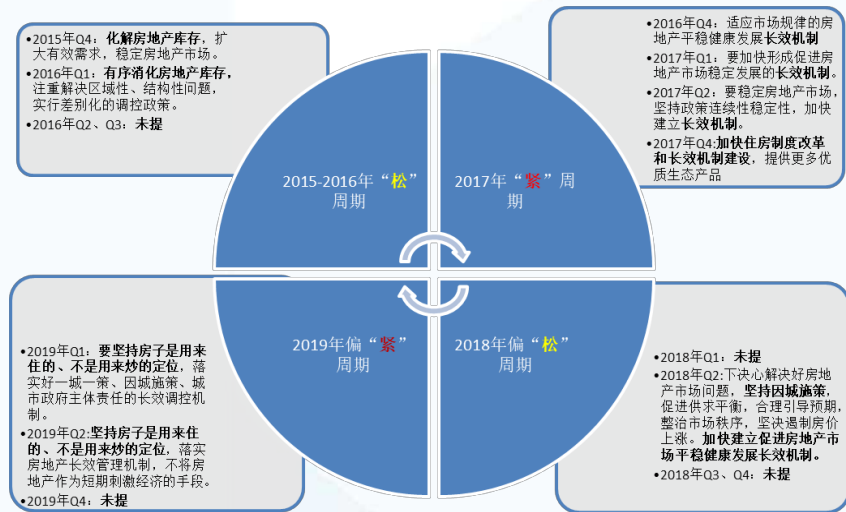 •2015年Q4：化解房地产库存，扩
大有效需求，稳定房地产市场。
•2016年Q1：有序消化房地产库存，
注重解决区域性、结构性问题，
实行差别化的调控政策。
•2016年Q2、Q3：未提
•2016年Q4：适应市场规律的房
地产平稳健康发展长效机制
•2017年Q1：要加快形成促进房
地产市场稳定发展的长效机制。
•2017年Q2：要稳定房地产市场，
坚持政策连续性稳定性，加快
建立长效机制。
•2017年Q4:加快住房制度改革
和长效机制建设，提供更多优
质生态产品
2015-2016年“松”
周期
2017年“紧”周
期
2019年偏“紧”
周期
2018年偏“松”
周期
•2019年Q1：要坚持房子是用来
住的、不是用来炒的定位，落
实好一城一策、因城施策、城
市政府主体责任的长效调控机
制。
•2019年Q2:坚持房子是用来住
的、不是用来炒的定位，落实
房地产长效管理机制，不将房
地产作为短期刺激经济的手段。
•2019年Q4：未提
•2018年Q1：未提
•2018年Q2:下决心解决好房地
产市场问题，坚持因城施策，
促进供求平衡，合理引导预期，
整治市场秩序，坚决遏制房价
上涨。加快建立促进房地产市
场平稳健康发展长效机制。
•2018年Q3、Q4：未提